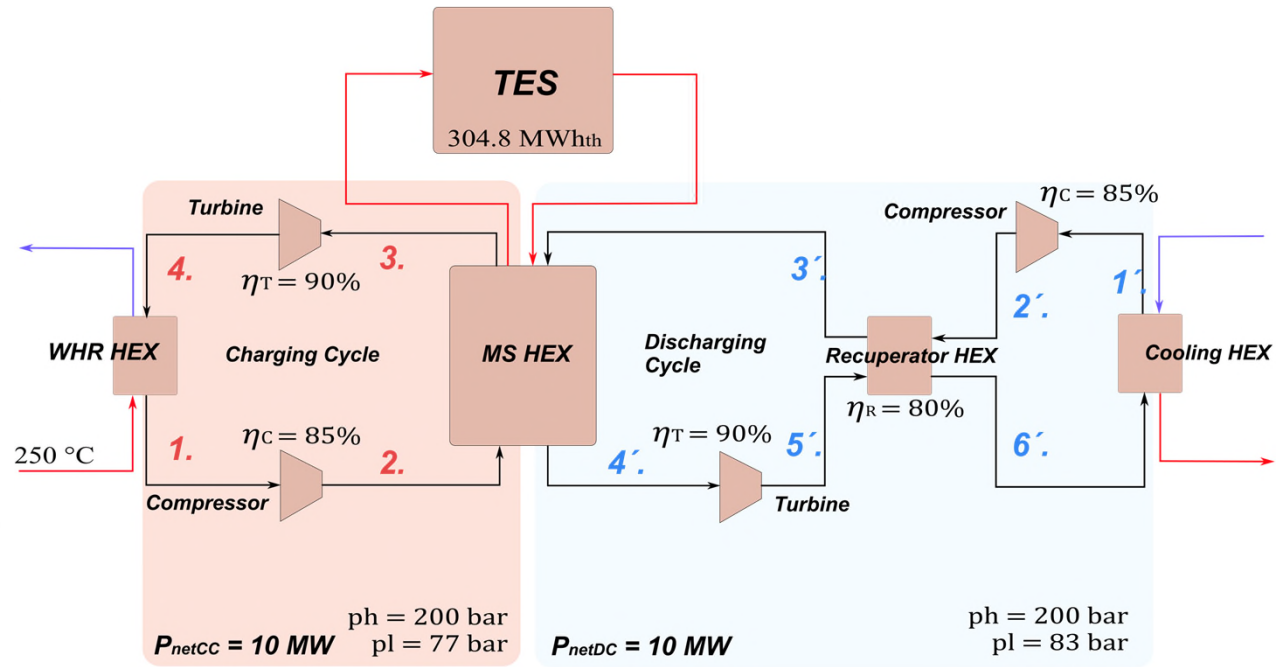 TES
304.8 MWhth
Turbine
4.
3.
ηT = 90%
WHR HEX
Charging Cycle
MS HEX
250 °C
1.
ηC = 85%
2.
Compressor
ph = 200 bar
pl = 77 bar
PnetCC = 10 MW
ηC = 85%
Compressor
3´.
2´.
1´.
Discharging
Cycle
Recuperator HEX
Cooling HEX
ηR = 80%
ηT = 90%
4´.
5´.
6´.
Turbine
ph = 200 bar
pl = 83 bar
PnetDC = 10 MW